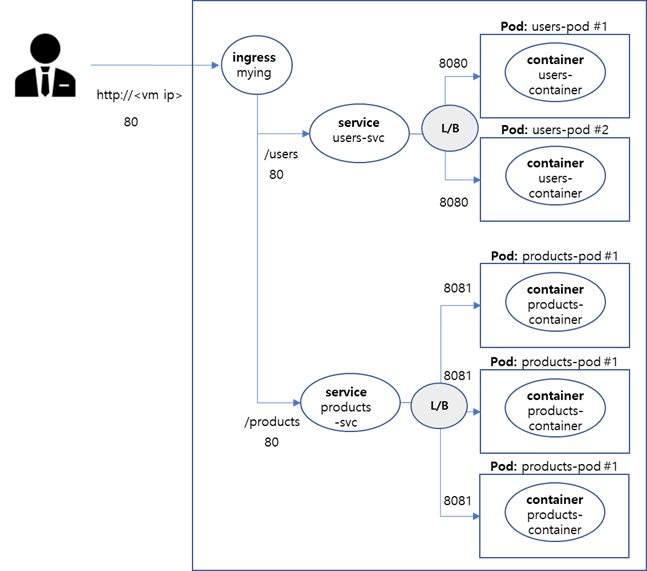 http://<vm ip>
80
ingress
mying
/users
80
service
users-svc
L/B
8080
8080
Pod: users-pod #1
container
users-
container
Pod: users-pod #2
container
users-
container
/products
80
service
products
-svc
L/B
8081
8081
8081
Pod: products-pod #1
container
products-
container
Pod: products-pod #1
container
products-
container
Pod: products-pod #1
container
products-
container